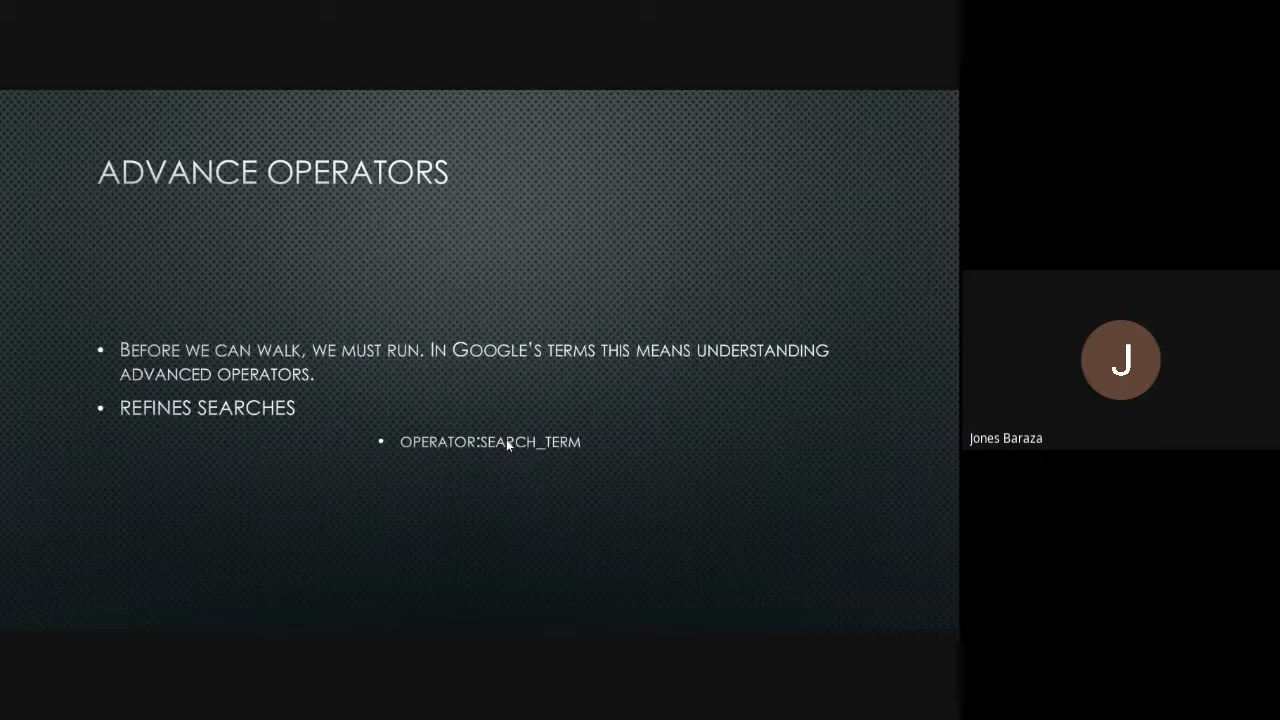 ADVANCE OPERATORS
• BEFORE WE CAN WALK, WE MUST RUN. IN GOOGLE'S TERMS THIS MEANS UNDERSTANDING
ADVANCED OPERATORS.
• REFINES SEARCHES
• OPERATOR:SEARCH_TERM
J
Jones Baraza